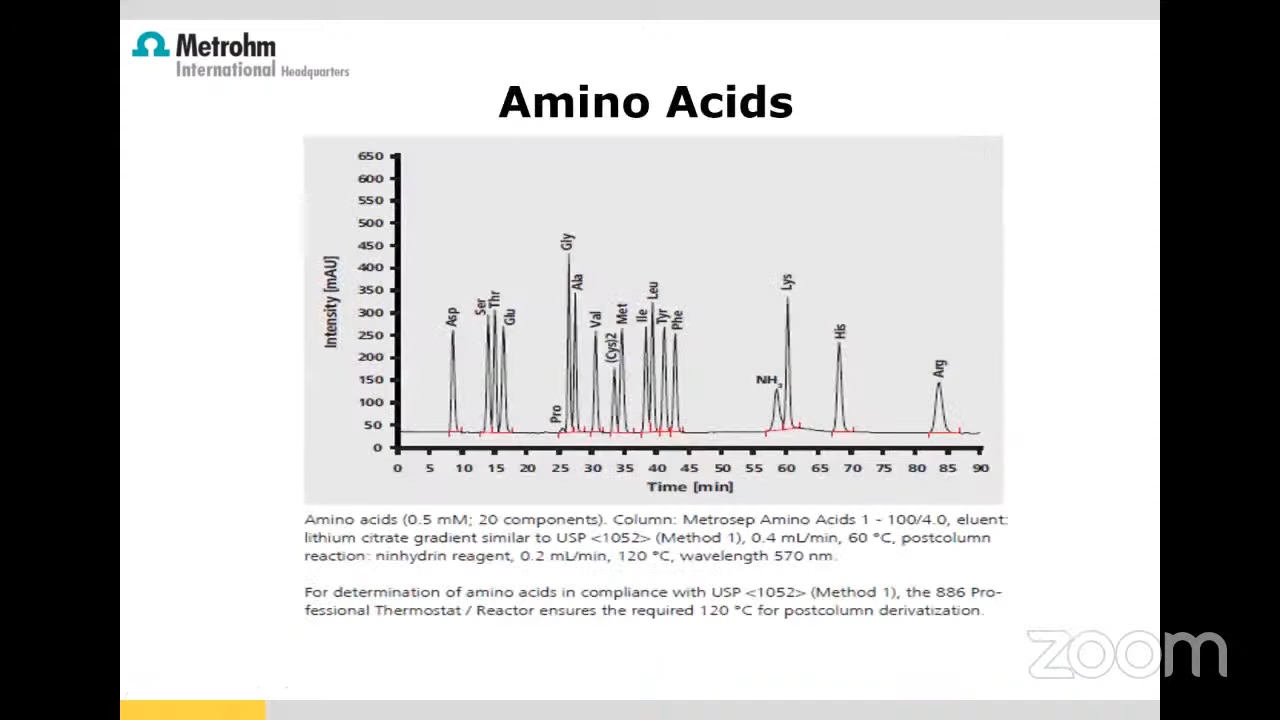 Metrohm
International Headquarters
Amino Acids
650
600
550
500
450
400
350
300
250
200
150
100
50
0
Intensity [mAU]
Asp
Ser
Thr
Glu
Pro
Gly
Ala
Val
(Cys)2
Met
Ile
Leu
Tyr
Phe
NH3
Lys
His
Arg
0 5 10 15 20 25 30 35 40 45 50 55 60 65 70 75 80 85 90
Time [min]
Amino acids (0.5 mM; 20 components). Column: Metrosep Amino Acids 1 - 100/4.0, eluent:
lithium citrate gradient similar to USP <1052> (Method 1), 0.4 mL/min, 60 °C, postcolumn
reaction: ninhydrin reagent, 0.2 mL/min, 120 °C, wavelength 570 nm.
For determination of amino acids in compliance with USP <1052> (Method 1), the 886 Pro-
fessional Thermostat / Reactor ensures the required 120 °C for postcolumn derivatization.
zoom